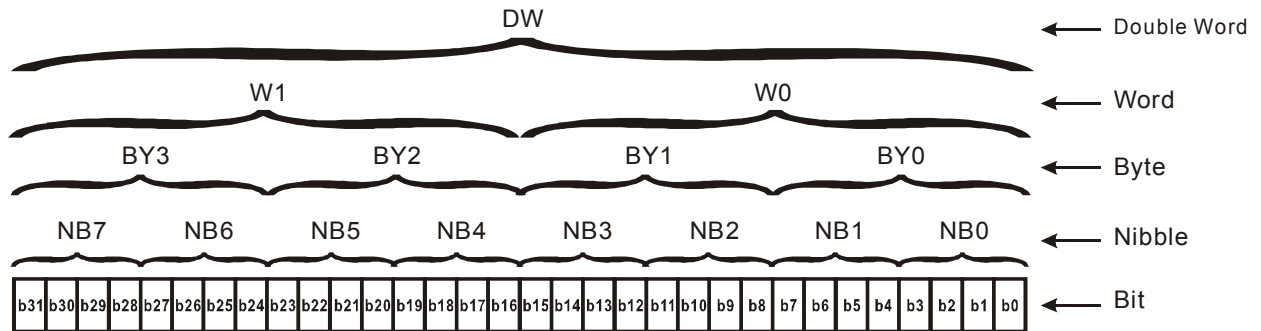 DW Double Word
W1 W0 Word
BY3 BY2 BY1 BY0 Byte
NB7 NB6 NB5 NB4 NB3 NB2 NB1 NB0 Nibble
b31 b30 b29 b28 b27 b26 b25 b24 b23 b22 b21 b20 b19 b18 b17 b16 b15 b14 b13 b12 b11 b10 b9 b8 b7 b6 b5 b4 b3 b2 b1 b0 Bit